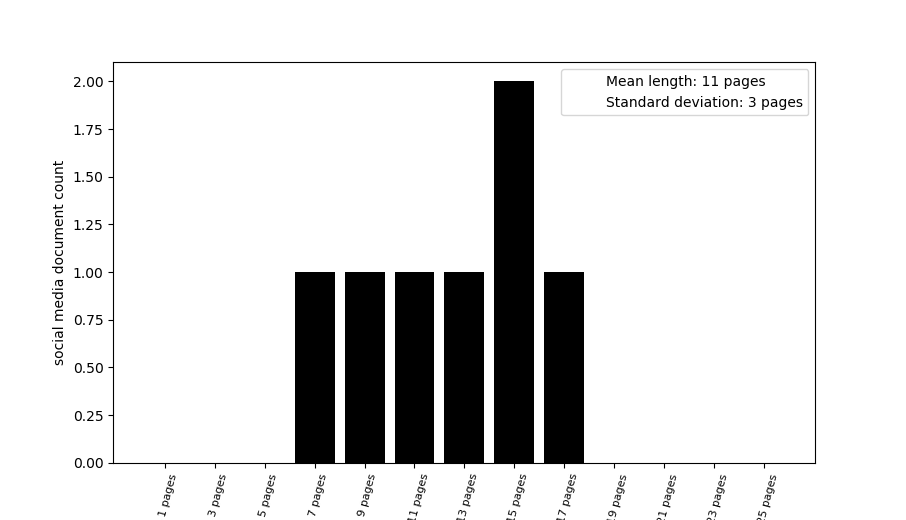 Mean length: 11 pages
Standard deviation: 3 pages
social media document count
2.00
1.75
1.50
1.25
1.00
0.75
0.50
0.25
0.00
1 pages
3 pages
5 pages
7 pages
9 pages
11 pages
13 pages
15 pages
17 pages
19 pages
21 pages
23 pages
25 pages